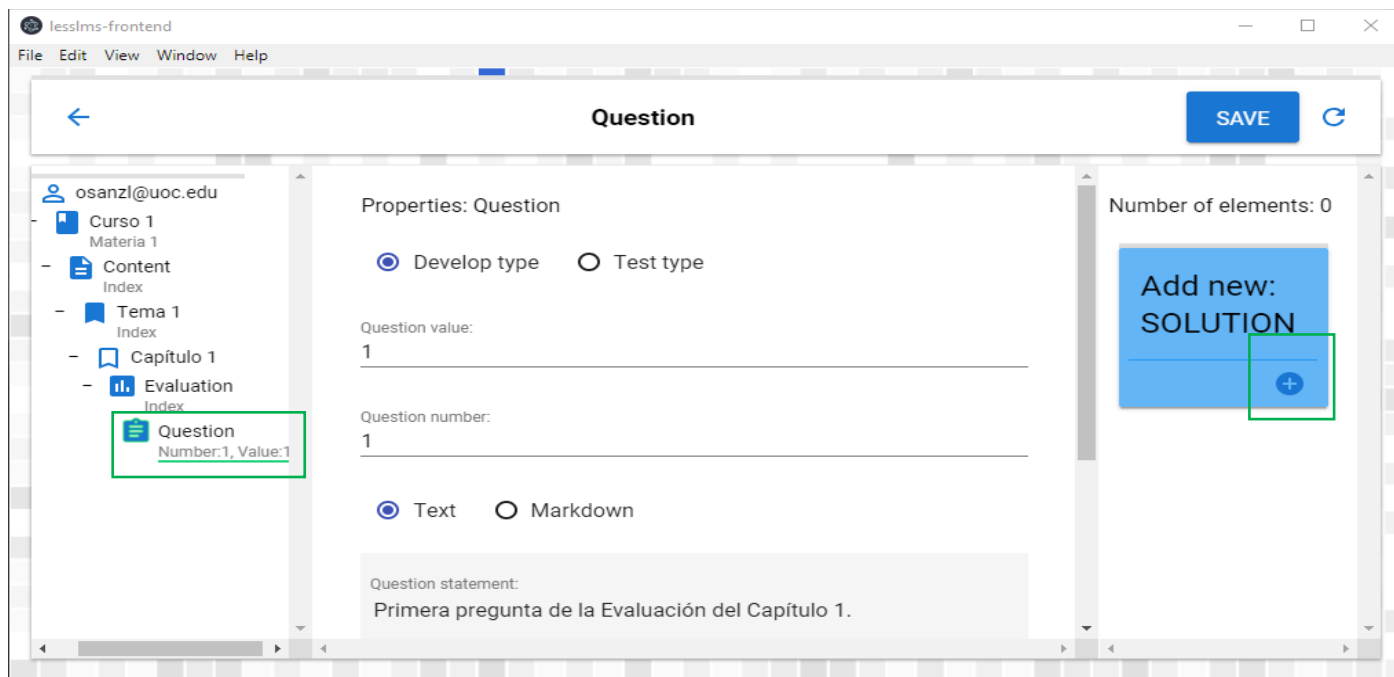 lesslms-frontend
File Edit View Window Help
Question
SAVE
osanzl@uoc.edu
Curso 1
Materia 1
Content
Index
Tema 1
Index
Capítulo 1
Evaluation
Index
Question
Number:1, Value:1
Properties: Question
Develop type Test type
Question value:
1
Question number:
1
Text Markdown
Question statement:
Primera pregunta de la Evaluación del Capítulo 1.
Number of elements: 0
Add new:
SOLUTION